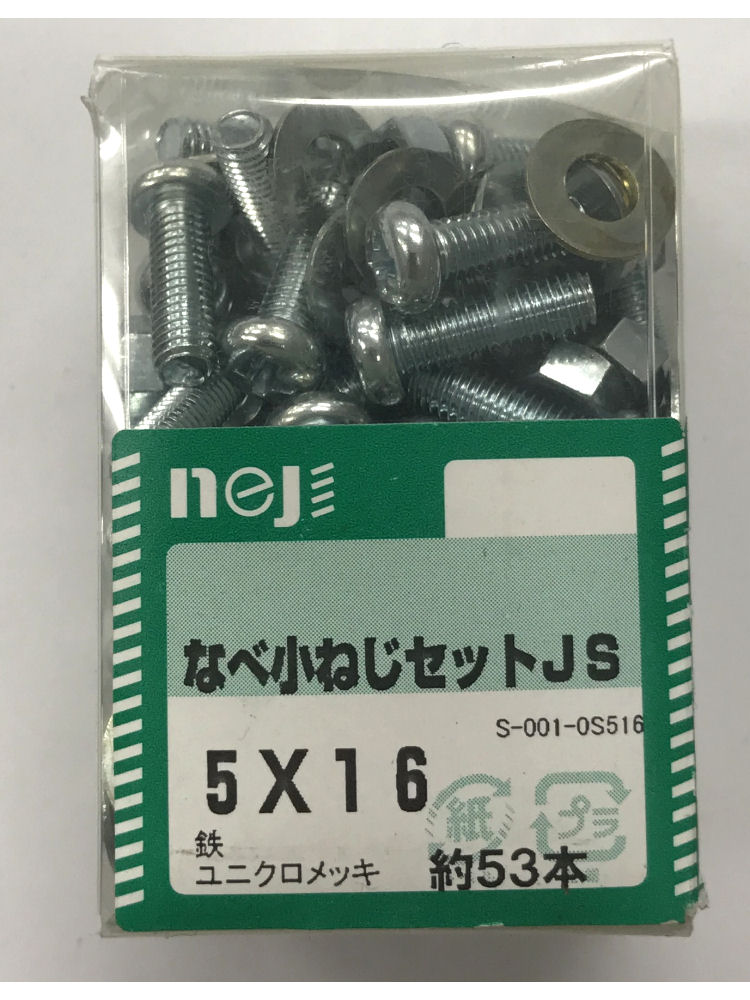 neji
なべ小ねじセットJS
S-001-0S516
5X16
紙
プラ
鉄
ユニクロメッキ
約53本